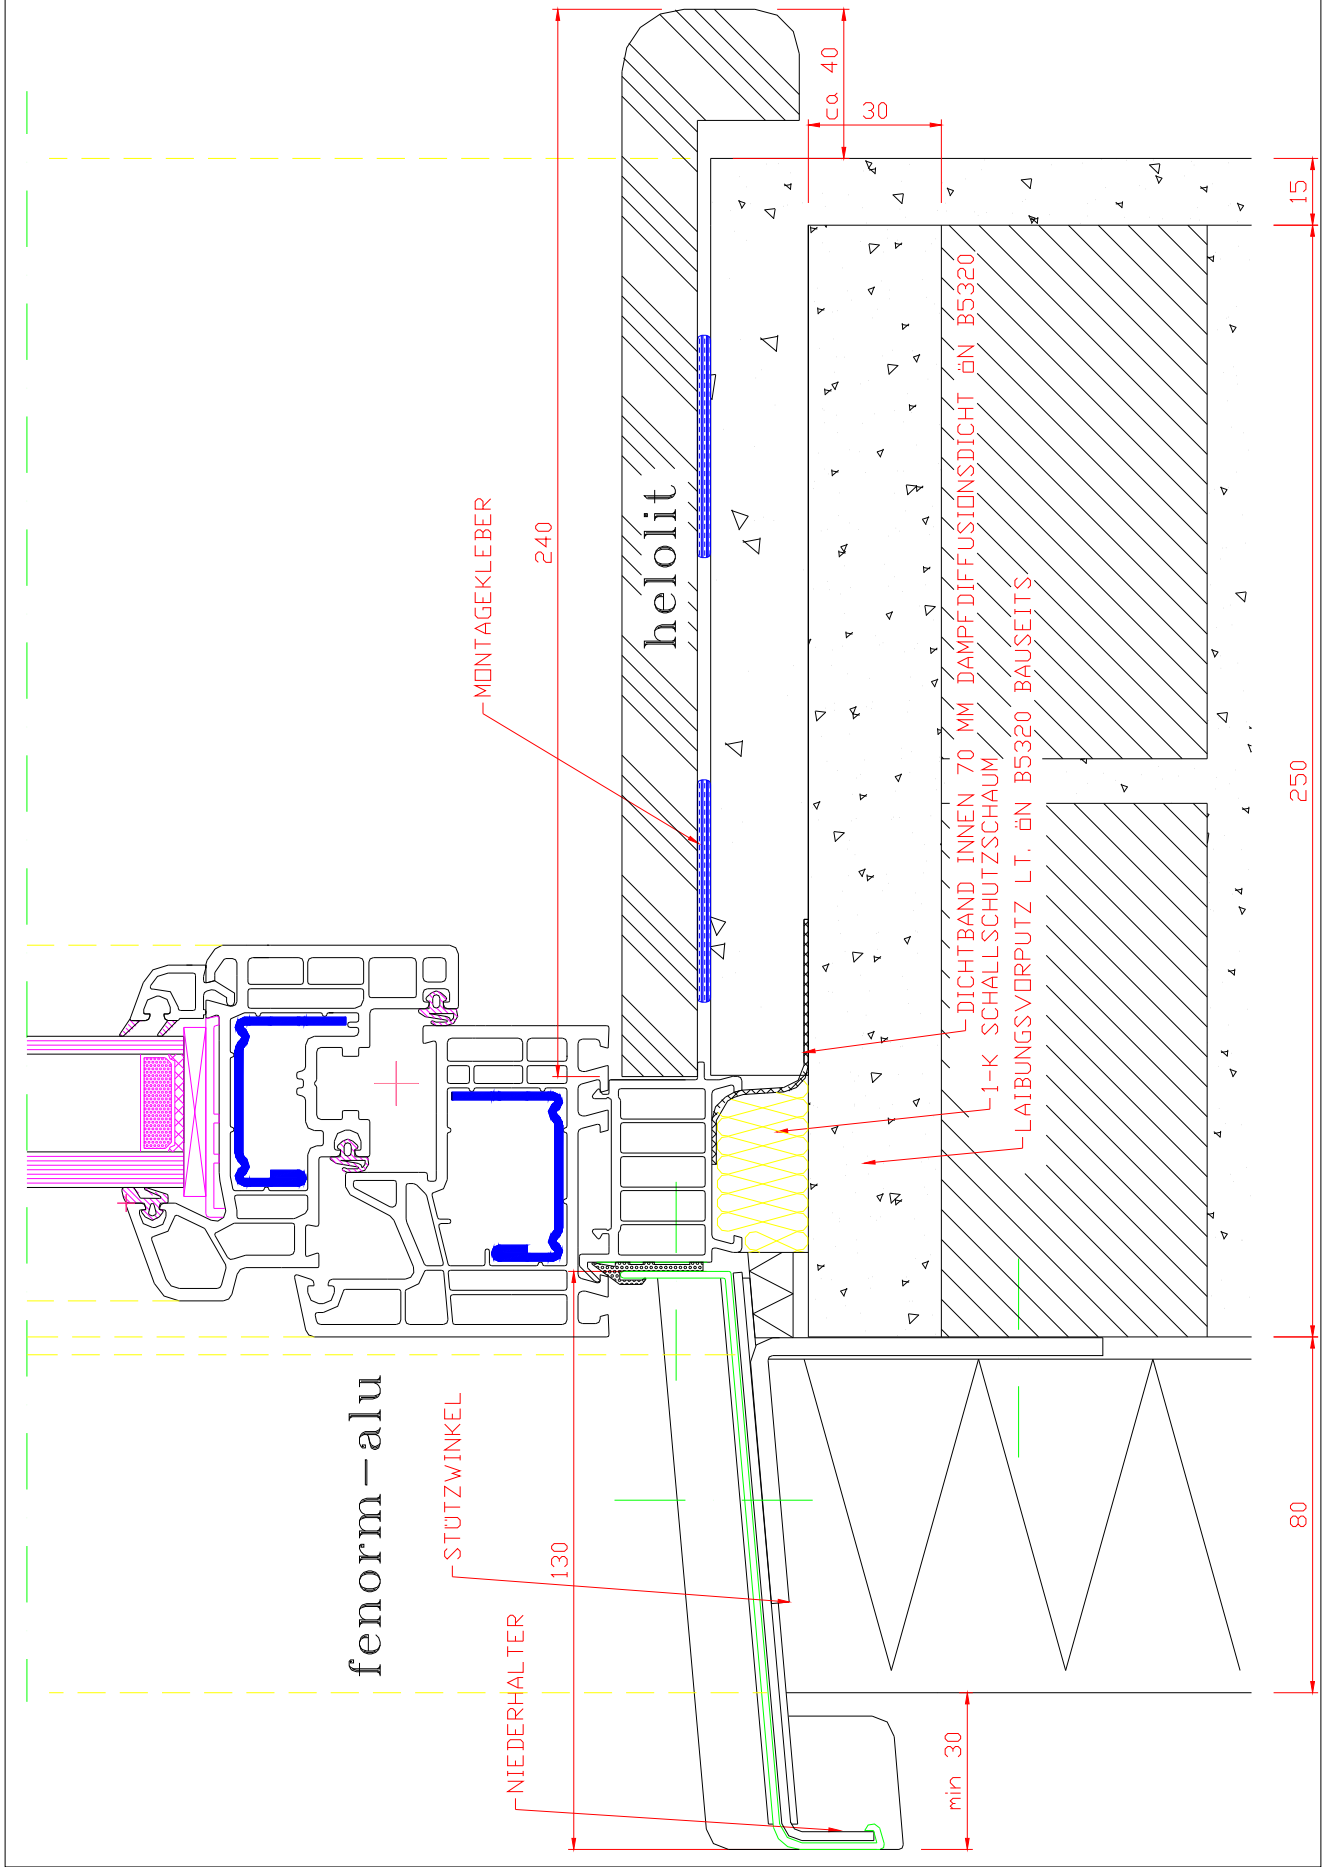 fenorm-alu
helolit
NIEDERHALTER
STÜTZWINKEL
MONTAGEKLEBER
DICHTBAND INNEN 70 MM DAMPFDIFFUSIONSDICHT ÖN B5320
1-K SCHALLSCHUTZSCHAUM
LAIBUNGSVORPUTZ LT. ÖN B5320 BAUSEITS
130
240
ca 40
30
min 30
80
250
15